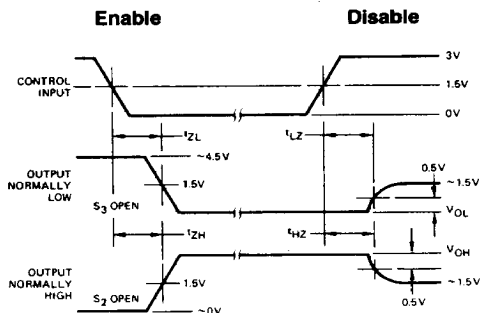 Enable Disable
3V
CONTROL INPUT 1.5V
0V
tZL tLZ
~4.5V
0.5V
OUTPUT NORMALLY LOW 1.5V ~1.5V
S3 OPEN VOL
tZH tHZ
VOH
OUTPUT NORMALLY HIGH 1.5V
S2 OPEN ~1.5V
~0V 0.5V